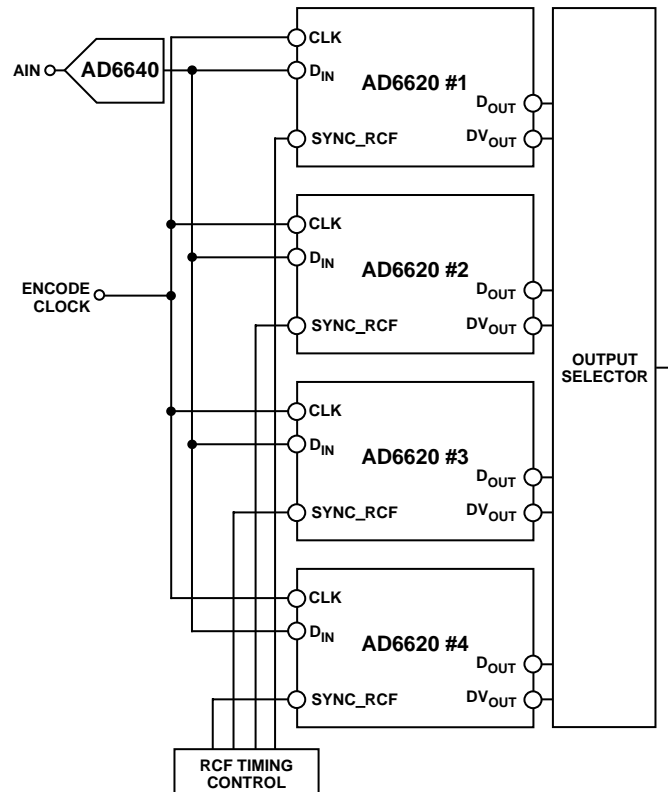 AIN
AD6640
CLK
DIN
AD6620 #1
DOUT
SYNC_RCF
DVOUT
CLK
DIN
AD6620 #2
ENCODE
CLOCK
DOUT
SYNC_RCF
DVOUT
OUTPUT
SELECTOR
CLK
DIN
AD6620 #3
DOUT
SYNC_RCF
DVOUT
CLK
DIN
AD6620 #4
DOUT
SYNC_RCF
DVOUT
RCF TIMING
CONTROL